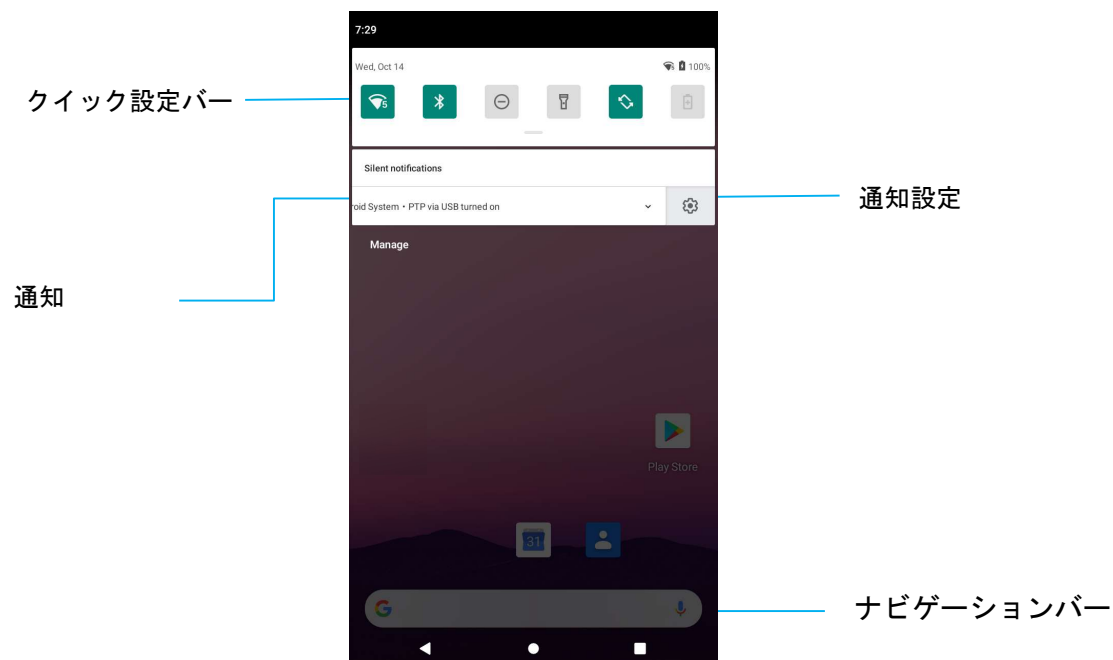 7:29
Wed, Oct 14
100%
クイック設定バー
5
Silent notifications
roid System • PTP via USB turned on
通知設定
Manage
通知
Play Store
31
G
ナビゲーションバー